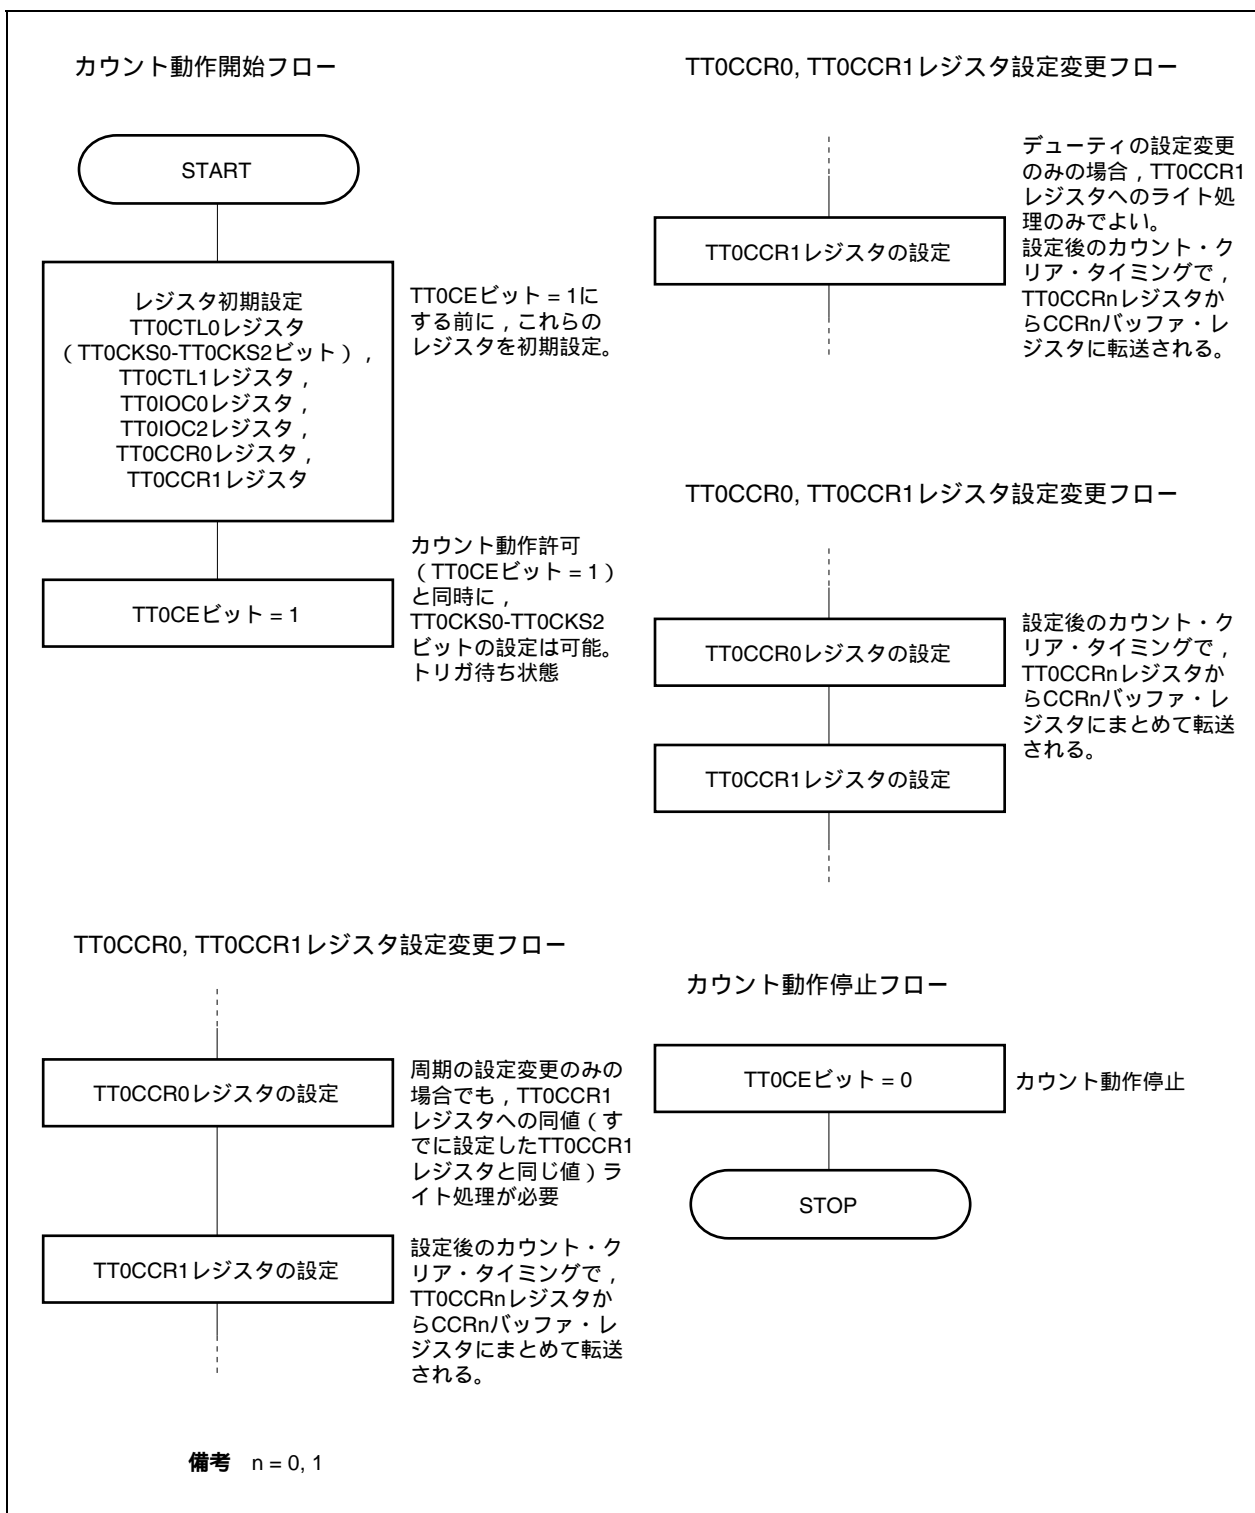 カウント動作開始フロー
START
レジスタ初期設定
TT0CTL0レジスタ
（TT0CKS0-TT0CKS2ビット），
TT0CTL1レジスタ，
TT0IOC0レジスタ，
TT0IOC2レジスタ，
TT0CCR0レジスタ，
TT0CCR1レジスタ
TT0CEビット = 1に
する前に，これらの
レジスタを初期設定。
TT0CEビット = 1
カウント動作許可
（TT0CEビット = 1）
と同時に，
TT0CKS0-TT0CKS2
ビットの設定は可能。
トリガ待ち状態
TT0CCR0, TT0CCR1レジスタ設定変更フロー
TT0CCR0レジスタの設定
周期の設定変更のみの
場合でも，TT0CCR1
レジスタへの同値（す
でに設定したTT0CCR1
レジスタと同じ値）ラ
イト処理が必要
TT0CCR1レジスタの設定
設定後のカウント・ク
リア・タイミングで，
TT0CCRnレジスタか
らCCRnバッファ・レ
ジスタにまとめて転送
される。
TT0CCR0, TT0CCR1レジスタ設定変更フロー
TT0CCR1レジスタの設定
デューティの設定変更
のみの場合，TT0CCR1
レジスタへのライト処
理のみでよい。
設定後のカウント・ク
リア・タイミングで，
TT0CCRnレジスタか
らCCRnバッファ・レ
ジスタに転送される。
TT0CCR0, TT0CCR1レジスタ設定変更フロー
TT0CCR0レジスタの設定
設定後のカウント・ク
リア・タイミングで，
TT0CCRnレジスタか
らCCRnバッファ・レ
ジスタにまとめて転送
される。
TT0CCR1レジスタの設定
カウント動作停止フロー
TT0CEビット = 0
カウント動作停止
STOP
備考 n = 0, 1